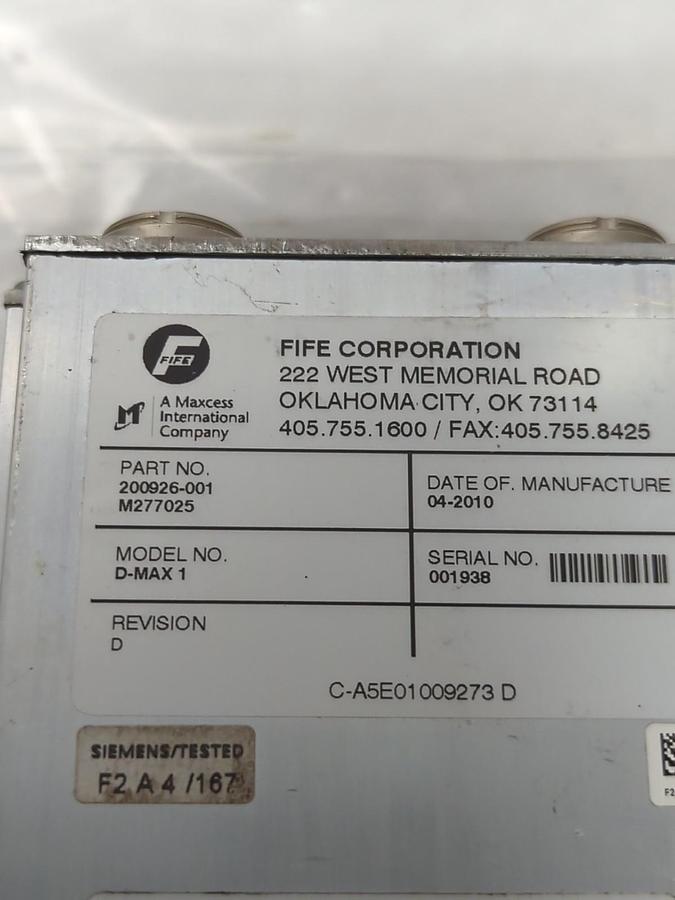 FIFE
A Maxcess
International
Company
FIFE CORPORATION
222 WEST MEMORIAL ROAD
OKLAHOMA CITY, OK 73114
405.755.1600 / FAX:405.755.8425
PART NO.
200926-001
M277025
DATE OF. MANUFACTURE
04-2010
MODEL NO.
D-MAX 1
SERIAL NO.
001938
REVISION
D
C-A5E01009273 D
SIEMENS/TESTED
F2 A 4 /167
F2